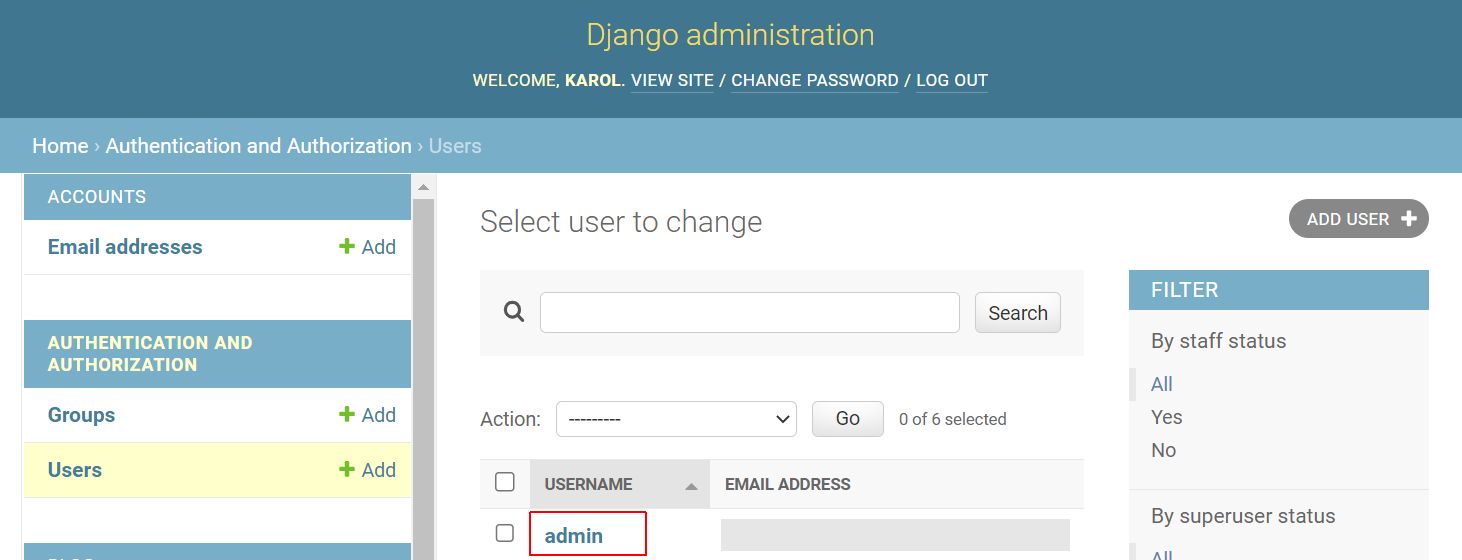 Django administration
WELCOME, KAROL. VIEW SITE / CHANGE PASSWORD / LOG OUT
Home › Authentication and Authorization › Users
ACCOUNTS
Email addresses
Add
AUTHENTICATION AND
AUTHORIZATION
Groups
Add
Users
Add
Select user to change
ADD USER
Search
Action:
---------
Go
0 of 6 selected
USERNAME
EMAIL ADDRESS
admin
FILTER
By staff status
All
Yes
No
By superuser status
All